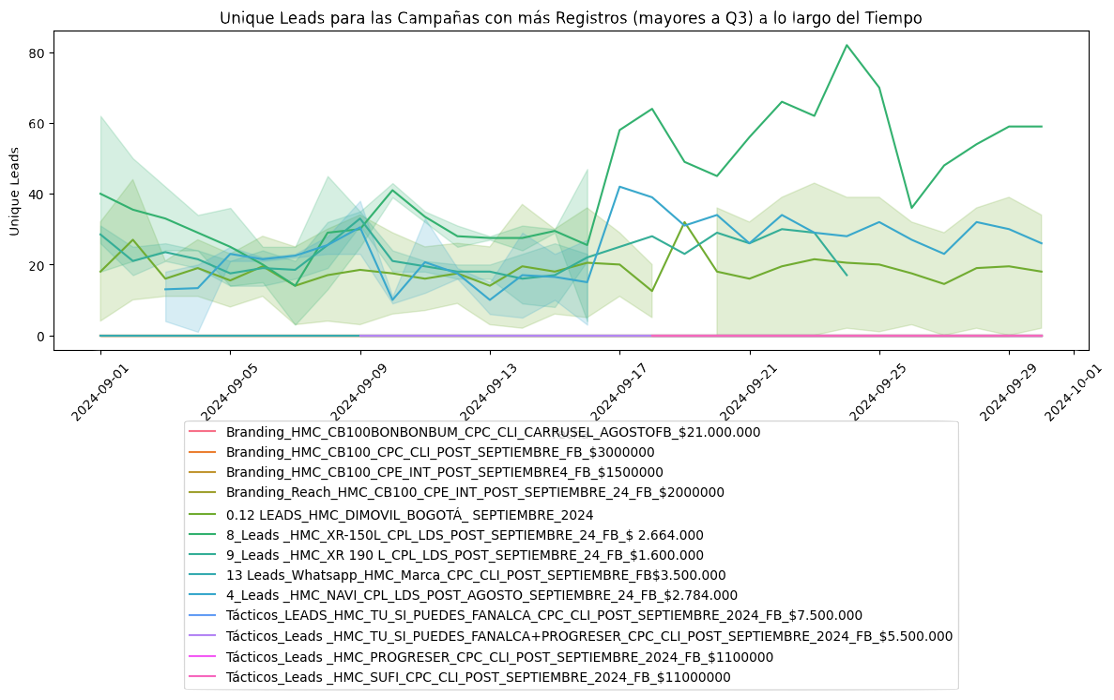 Unique Leads para las Campañas con más Registros (mayores a Q3) a lo largo del Tiempo
Unique Leads
80
60
40
20
0
2024-09-01
2024-09-05
2024-09-09
2024-09-13
2024-09-17
2024-09-21
2024-09-25
2024-09-29
2024-10-01
Branding_HMC_CB100BONBONBUM_CPC_CLI_CARRUSEL_AGOSTOFB_$21.000.000
Branding_HMC_CB100_CPC_CLI_POST_SEPTIEMBRE_FB_$3000000
Branding_HMC_CB100_CPE_INT_POST_SEPTIEMBRE4_FB_$1500000
Branding_Reach_HMC_CB100_CPE_INT_POST_SEPTIEMBRE_24_FB_$2000000
0.12 LEADS_HMC_DIMOVIL_BOGOTÁ_ SEPTIEMBRE_2024
8_Leads _HMC_XR-150L_CPL_LDS_POST_SEPTIEMBRE_24_FB_$ 2.664.000
9_Leads _HMC_XR 190 L_CPL_LDS_POST_SEPTIEMBRE_24_FB_$1.600.000
13 Leads_Whatsapp_HMC_Marca_CPC_CLI_POST_SEPTIEMBRE_FB$3.500.000
4_Leads _HMC_NAVI_CPL_LDS_POST_AGOSTO_SEPTIEMBRE_24_FB_$2.784.000
Tácticos_LEADS_HMC_TU_SI_PUEDES_FANALCA_CPC_CLI_POST_SEPTIEMBRE_2024_FB_$7.500.000
Tácticos_Leads _HMC_TU_SI_PUEDES_FANALCA+PROGRESER_CPC_CLI_POST_SEPTIEMBRE_2024_FB_$5.500.000
Tácticos_Leads _HMC_PROGRESER_CPC_CLI_POST_SEPTIEMBRE_2024_FB_$1100000
Tácticos_Leads _HMC_SUFI_CPC_CLI_POST_SEPTIEMBRE_2024_FB_$11000000